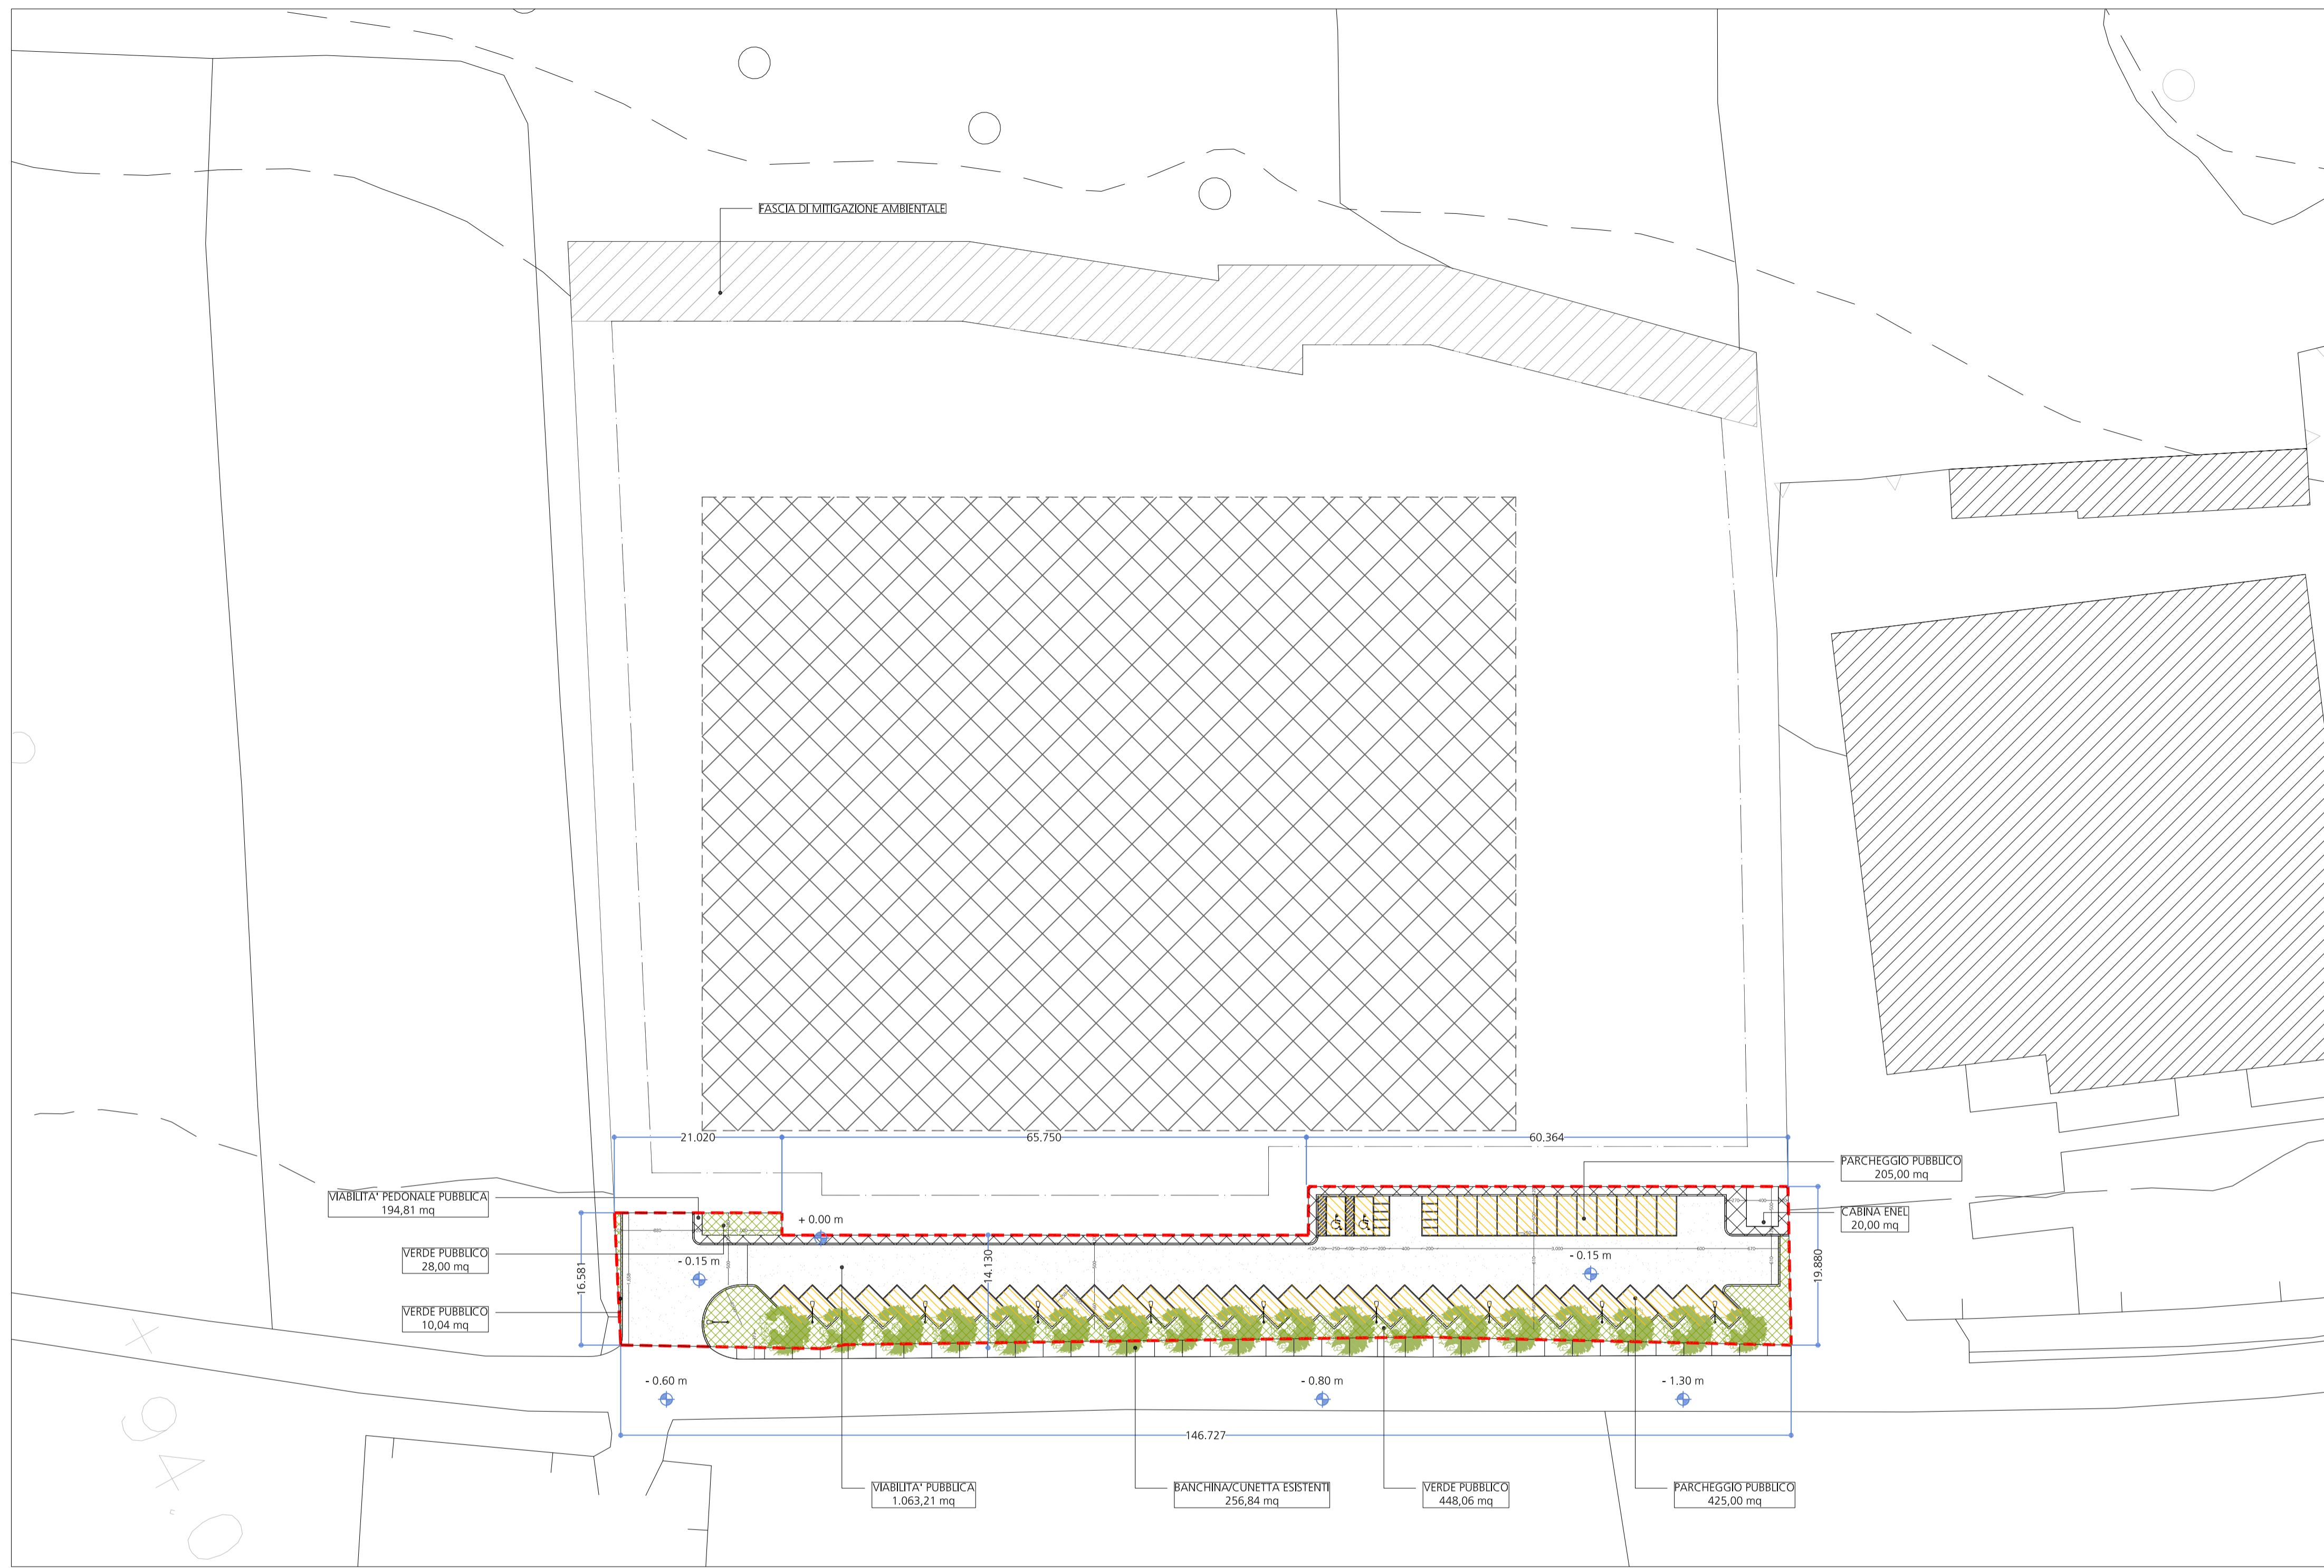 FASCIA DI MITIGAZIONE AMBIENTALE
21.020
65.750
60.364
PARCHEGGIO PUBBLICO
205,00 mq
VIABILITA' PEDONALE PUBBLICA
194,81 mq
CABINA ENEL
20,00 mq
+ 0.00 m
VERDE PUBBLICO
28,00 mq
- 0.15 m
- 0.15 m
14.130
16.581
19.880
VERDE PUBBLICO
10,04 mq
- 0.60 m
- 0.80 m
- 1.30 m
146.727
VIABILITA' PUBBLICA
1.063,21 mq
BANCHINA/CUNETTA ESISTENTI
256,84 mq
VERDE PUBBLICO
448,06 mq
PARCHEGGIO PUBBLICO
425,00 mq